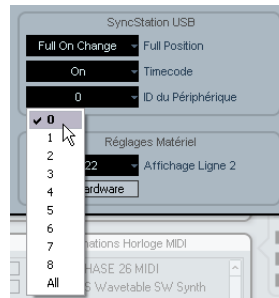 SyncStation USB
Full On Change Full Position
On Timecode
0 ID du Périphérique
✓ 0
1
2
3
4
5
6
7
8
All
Réglages Matériel
22 Affichage Ligne 2
ardware
nations Horloge MIDI
HASE 26 MIDI
S Wavetable SW Synth